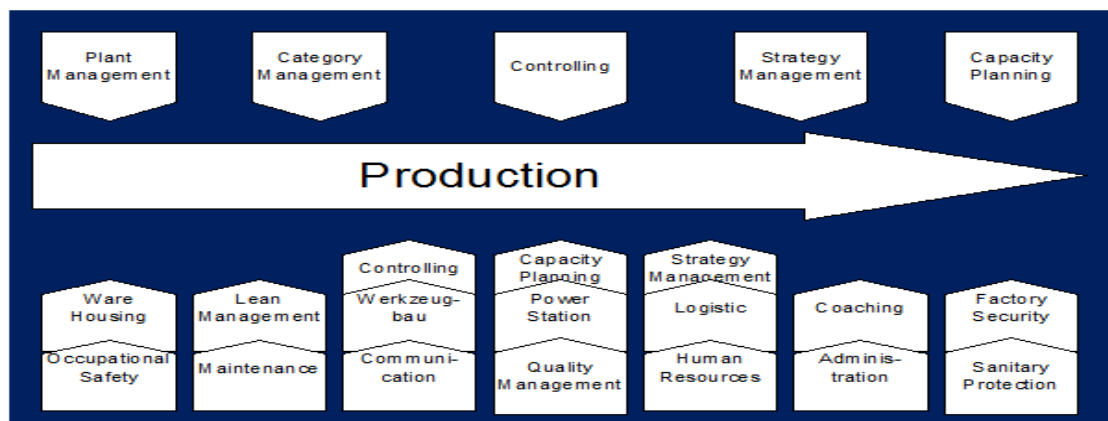 Plant
Management
Category
Management
Controlling
Strategy
Management
Capacity
Planning
Production
Controlling
Capacity
Planning
Strategy
Management
Ware
Housing
Lean
Management
Werkzeug-
bau
Power
Station
Logistic
Coaching
Factory
Security
Occupational
Safety
Maintenance
Communi-
cation
Quality
Management
Human
Resources
Adminis-
tration
Sanitary
Protection